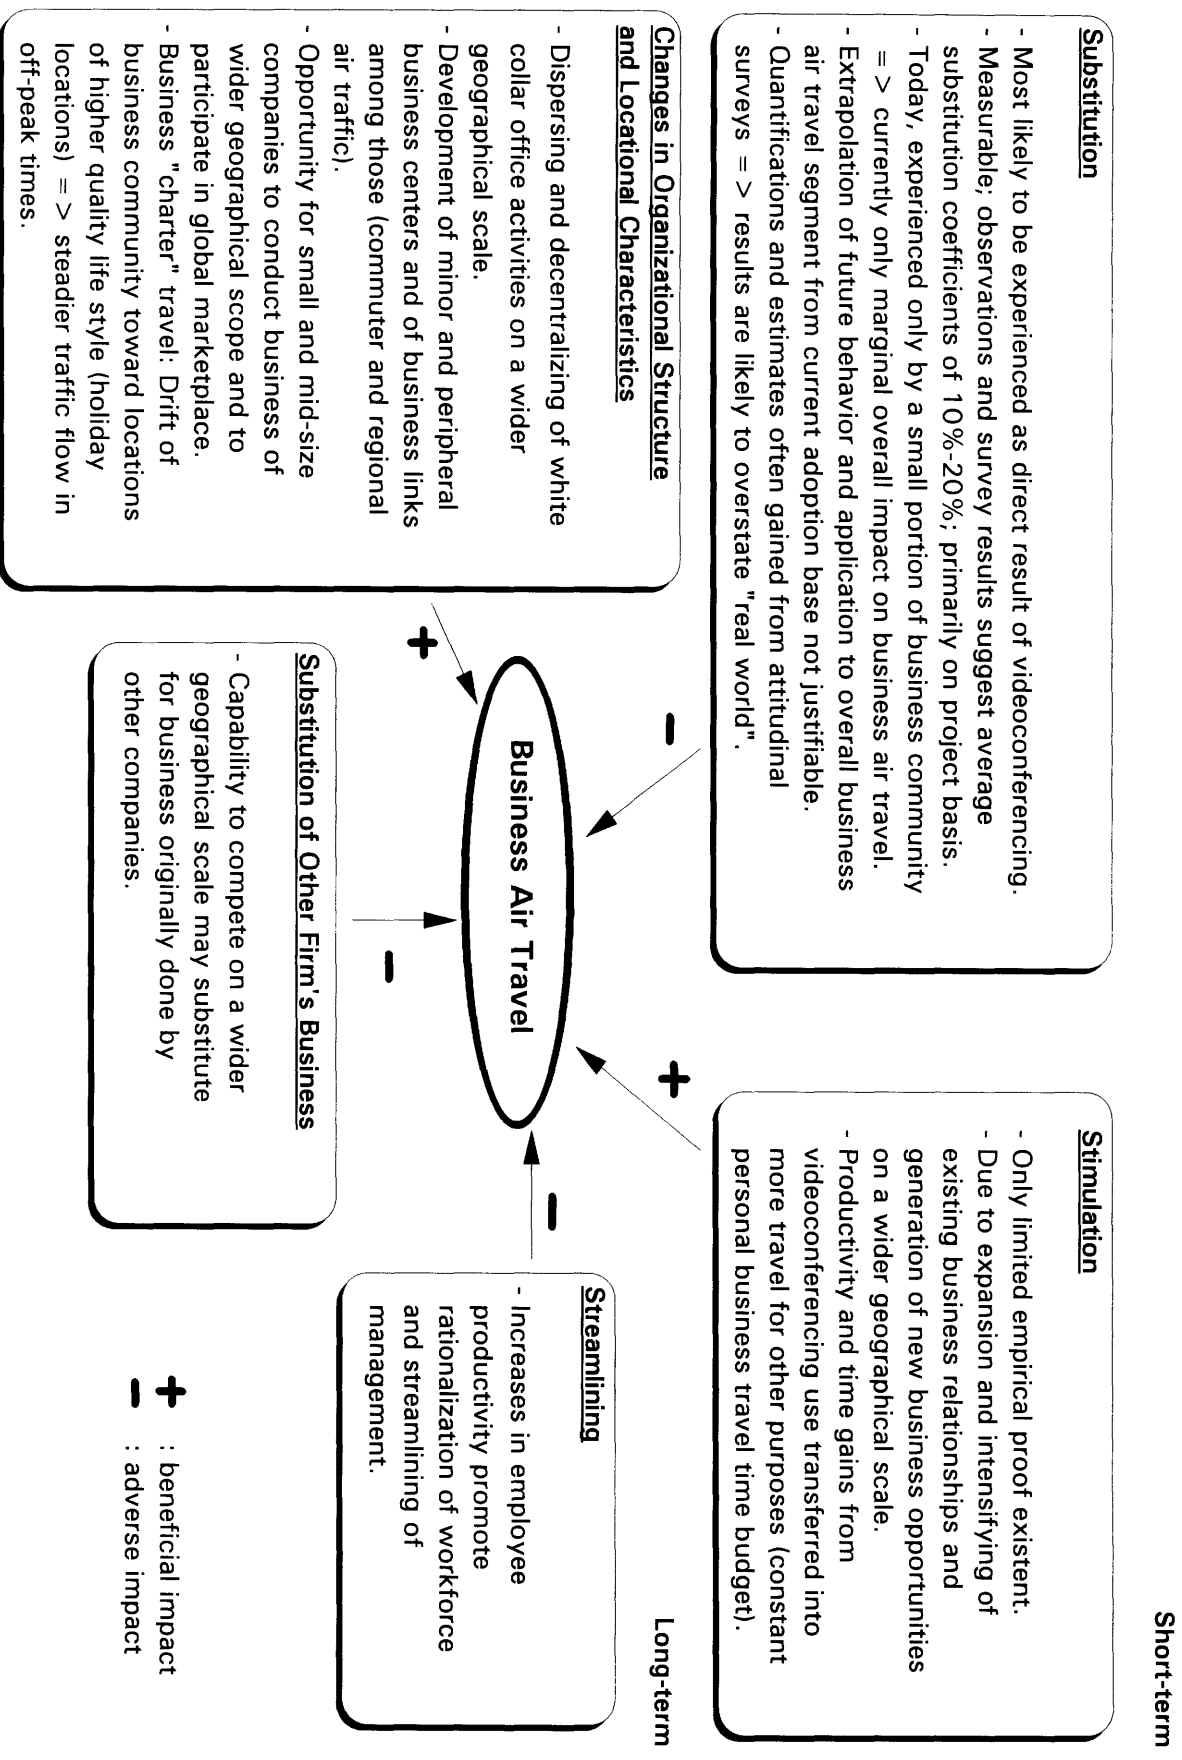 Short-term
Substitution
- Most likely to be experienced as direct result of videoconferencing.
- Measurable; observations and survey results suggest average
substitution coefficients of 10%-20%; primarily on project basis.
- Today, experienced only by a small portion of business community
= > currently only marginal overall impact on business air travel.
- Extrapolation of future behavior and application to overall business
air travel segment from current adoption base not justifiable.
- Quantifications and estimates often gained from attitudinal
surveys = > results are likely to overstate "real world".
Stimulation
- Only limited empirical proof existent.
- Due to expansion and intensifying of
existing business relationships and
generation of new business opportunities
on a wider geographical scale.
- Productivity and time gains from
videoconferencing use transferred into
more travel for other purposes (constant
personal business travel time budget).
-
+
Business Air Travel
Long-term
Changes in Organizational Structure
and Locational Characteristics
- Dispersing and decentralizing of white
collar office activities on a wider
geographical scale.
- Development of minor and peripheral
business centers and of business links
among those (commuter and regional
air traffic).
- Opportunity for small and mid-size
companies to conduct business of
wider geographical scope and to
participate in global marketplace.
- Business "charter" travel: Drift of
business community toward locations
of higher quality life style (holiday
locations) = > steadier traffic flow in
off-peak times.
+
-
Substitution of Other Firm's Business
- Capability to compete on a wider
geographical scale may substitute
for business originally done by
other companies.
-
Streamlining
- Increases in employee
productivity promote
rationalization of workforce
and streamlining of
management.
+ : beneficial impact
- : adverse impact